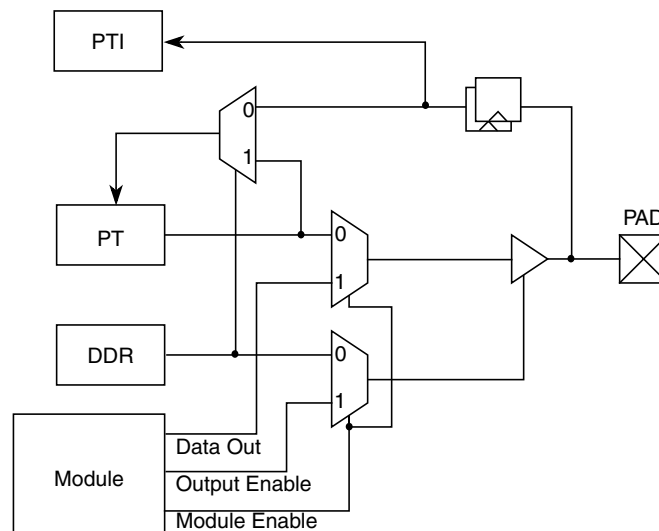 PTI
0
1
PT
0
1
PAD
DDR
0
1
Module
Data Out
Output Enable
Module Enable